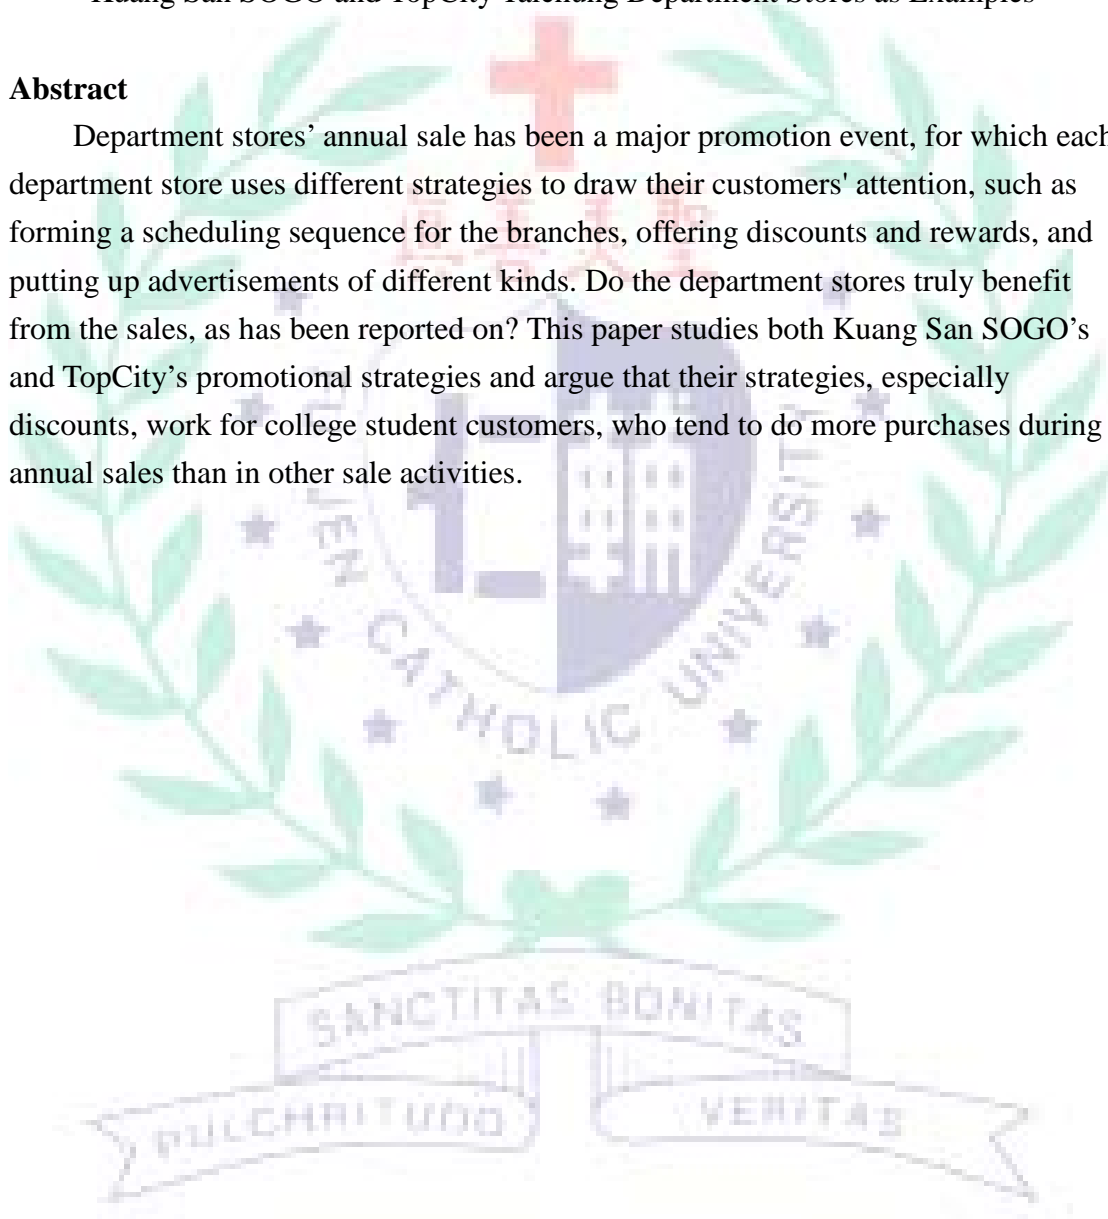 Kuang San SOGO and TopCity Taichung Department Stores as Examples
Abstract
Department stores’ annual sale has been a major promotion event, for which each
department store uses different strategies to draw their customers' attention, such as
forming a scheduling sequence for the branches, offering discounts and rewards, and
putting up advertisements of different kinds. Do the department stores truly benefit
from the sales, as has been reported on? This paper studies both Kuang San SOGO’s
and TopCity’s promotional strategies and argue that their strategies, especially
discounts, work for college student customers, who tend to do more purchases during
annual sales than in other sale activities.
JEN CATHOLIC UNIVERSITY
SANCTITAS BONITAS
PULCHRITUDO VERITAS